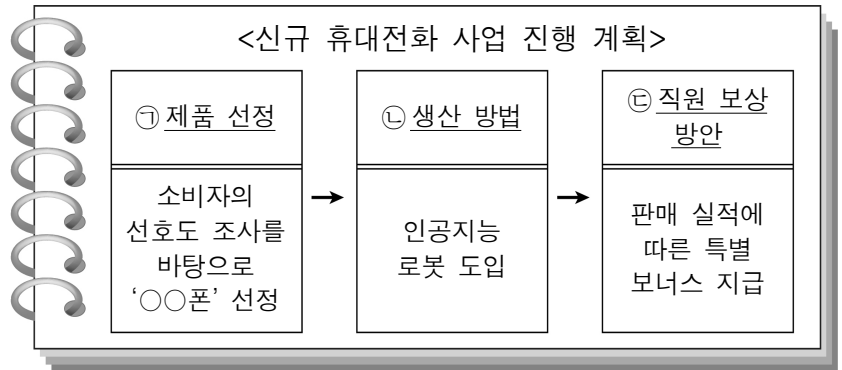 <신규 휴대전화 사업 진행 계획>
㉠ 제품 선정
소비자의
선호도 조사를
바탕으로
‘○○폰’ 선정
→
㉡ 생산 방법
인공지능
로봇 도입
→
㉢ 직원 보상
방안
판매 실적에
따른 특별
보너스 지급